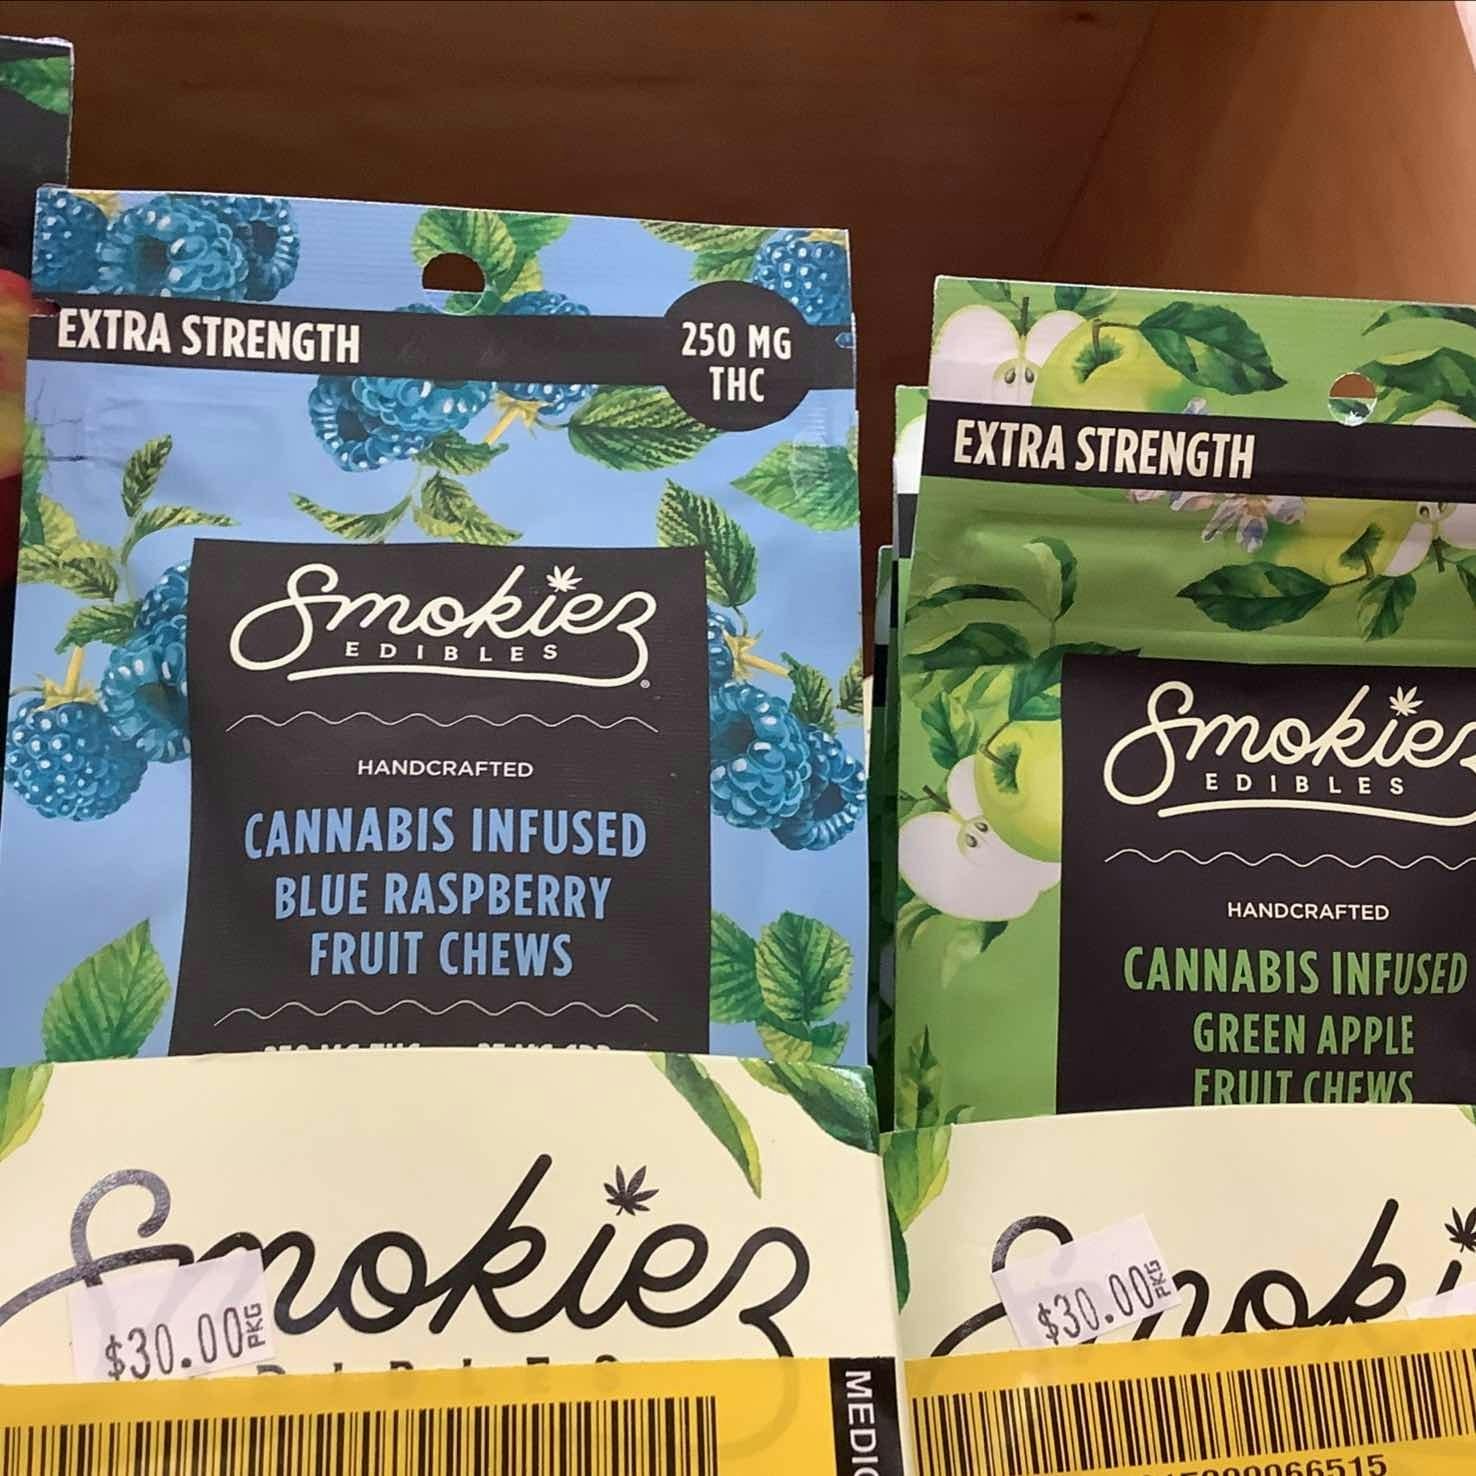 EXTRA STRENGTH
250 MG
THC
Smokiez
EDIBLES
HANDCRAFTED
CANNABIS INFUSED
BLUE RASPBERRY
FRUIT CHEWS
Smokiez
$30.00 PKG
EXTRA STRENGTH
Smokiez
EDIBLES
HANDCRAFTED
CANNABIS INFUSED
GREEN APPLE
FRUIT CHEWS
$30.00 PKG